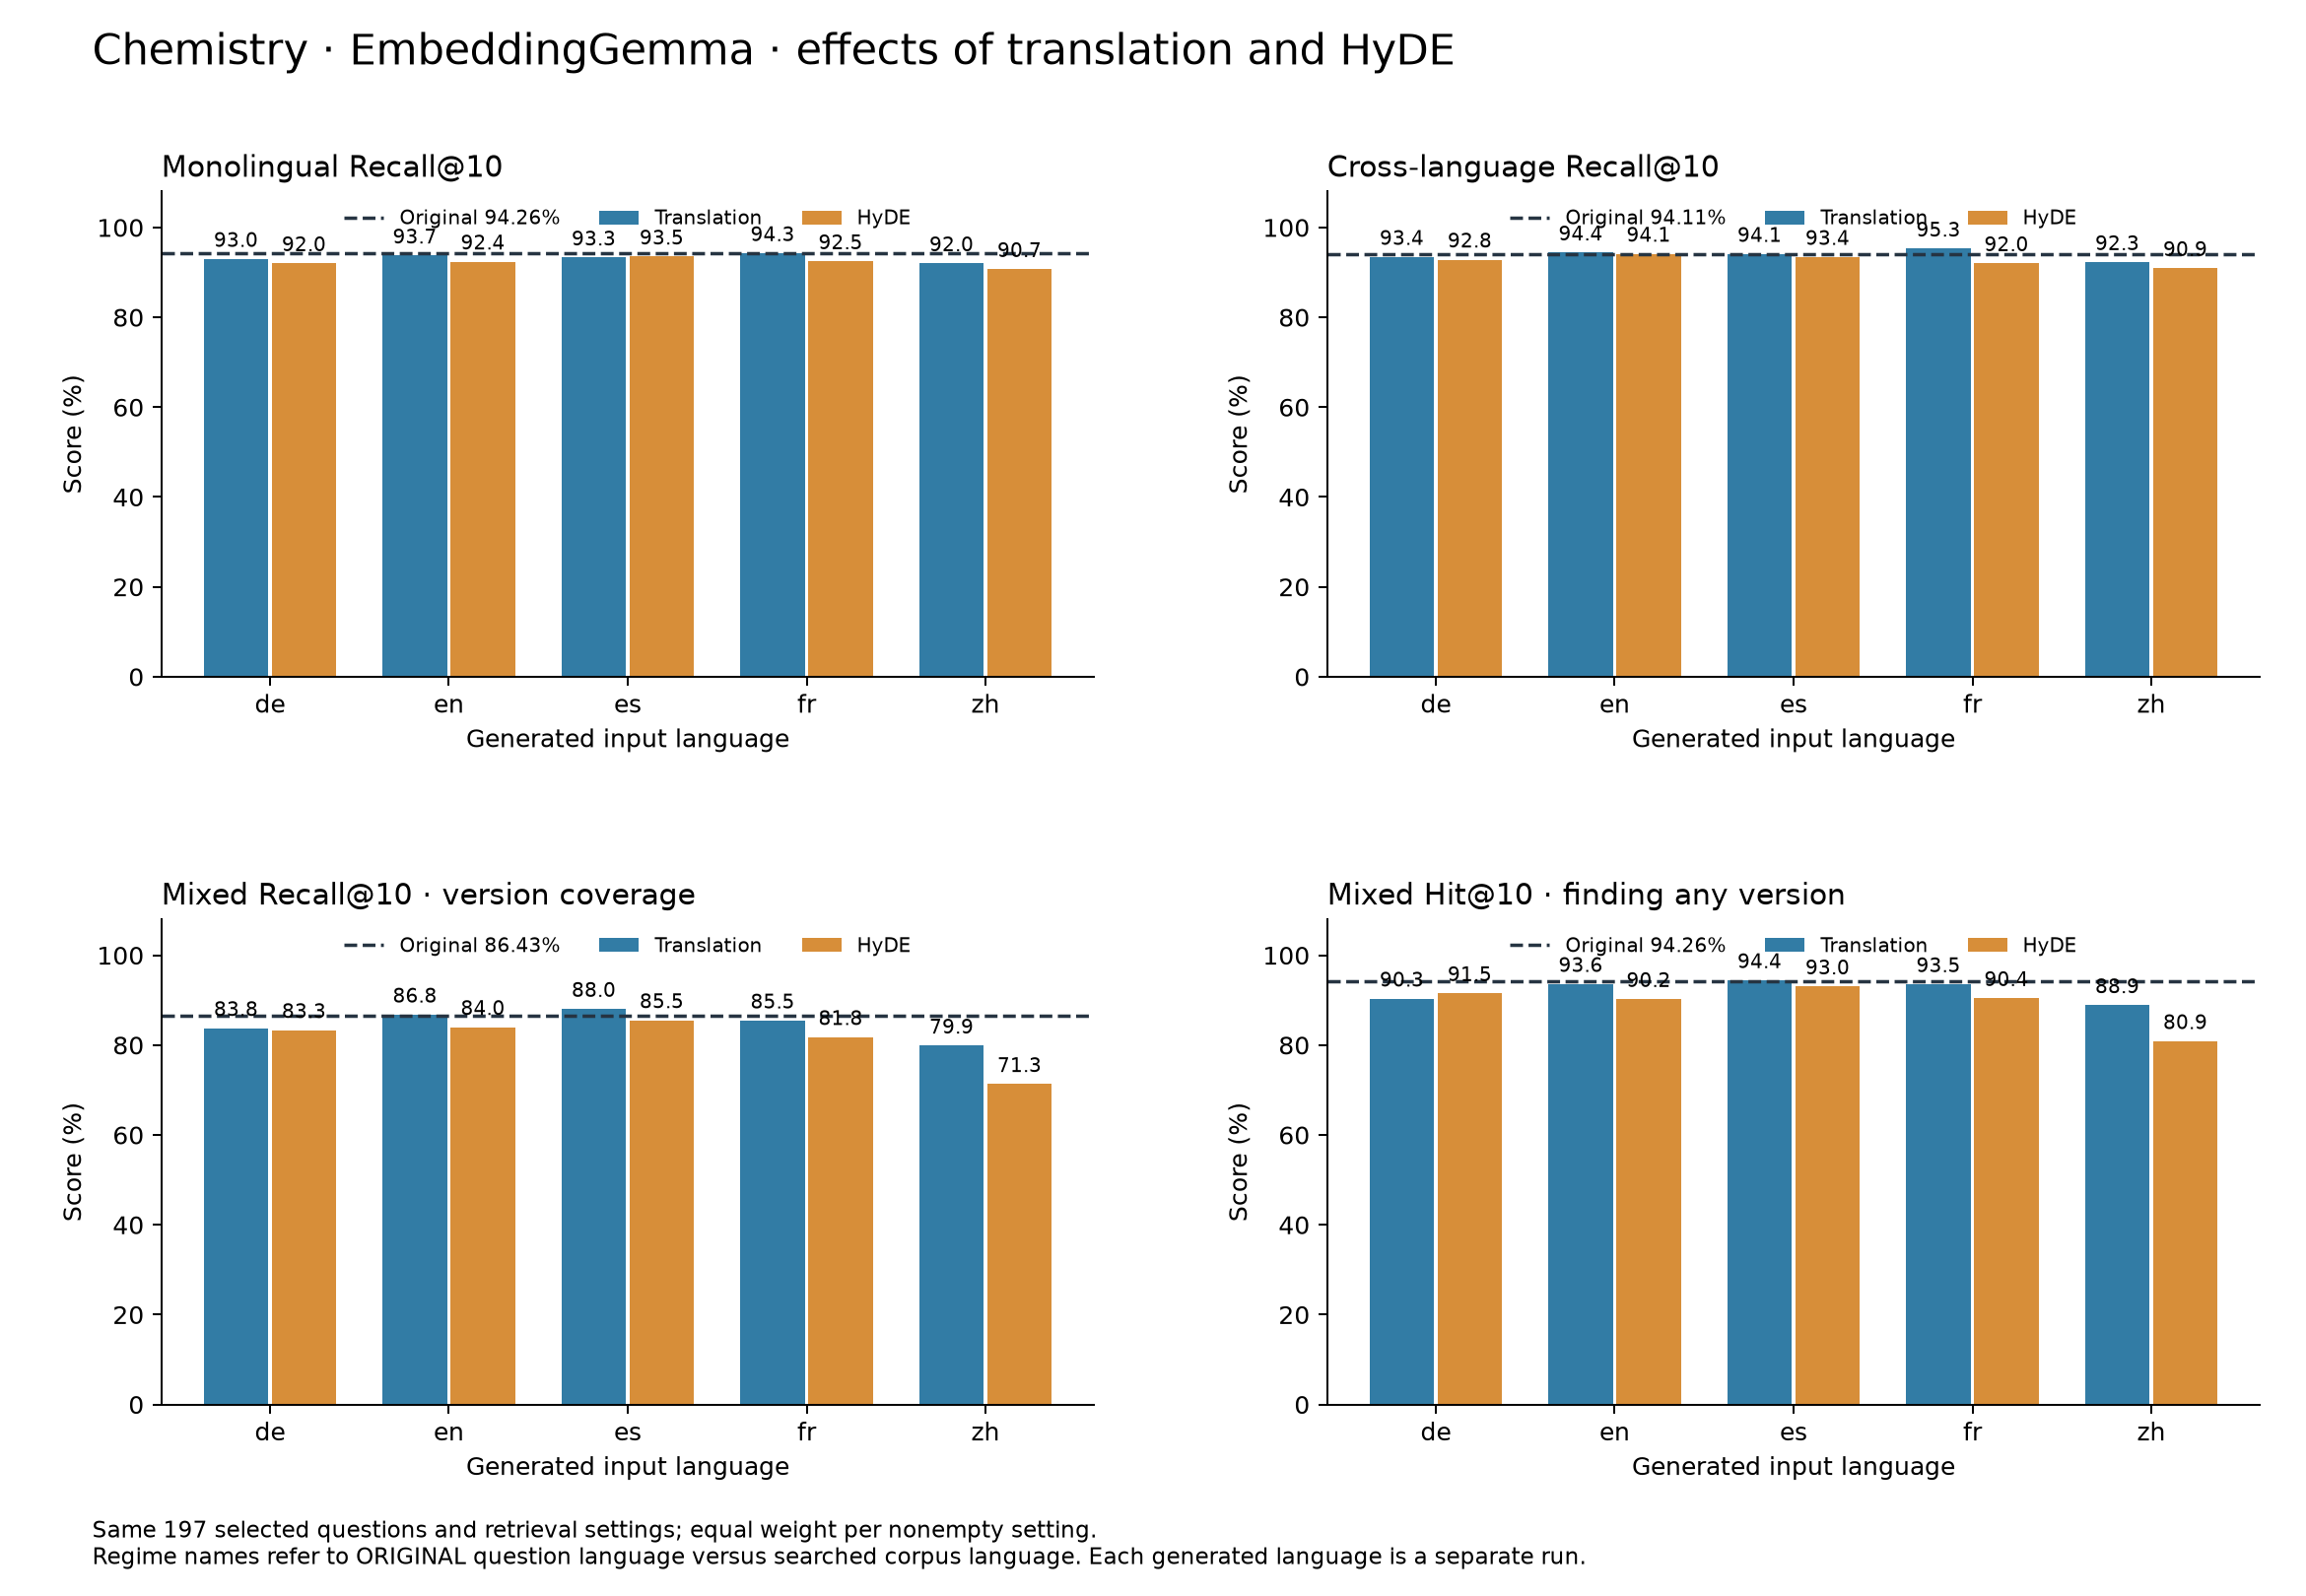 Chemistry · EmbeddingGemma · effects of translation and HyDE
Monolingual Recall@10
Original 94.26% Translation HyDE
93.0 92.0 93.7 92.4 93.3 93.5 94.3 92.5 92.0 90.7
100
80
60
40
20
0
Score (%)
de en es fr zh
Generated input language
Cross-language Recall@10
Original 94.11% Translation HyDE
93.4 92.8 94.4 94.1 94.1 93.4 95.3 92.0 92.3 90.9
100
80
60
40
20
0
Score (%)
de en es fr zh
Generated input language
Mixed Recall@10 · version coverage
Original 86.43% Translation HyDE
83.8 83.3 86.8 84.0 88.0 85.5 85.5 81.8 79.9 71.3
100
80
60
40
20
0
Score (%)
de en es fr zh
Generated input language
Mixed Hit@10 · finding any version
Original 94.26% Translation HyDE
90.3 91.5 93.6 90.2 94.4 93.0 93.5 90.4 88.9 80.9
100
80
60
40
20
0
Score (%)
de en es fr zh
Generated input language
Same 197 selected questions and retrieval settings; equal weight per nonempty setting.
Regime names refer to ORIGINAL question language versus searched corpus language. Each generated language is a separate run.